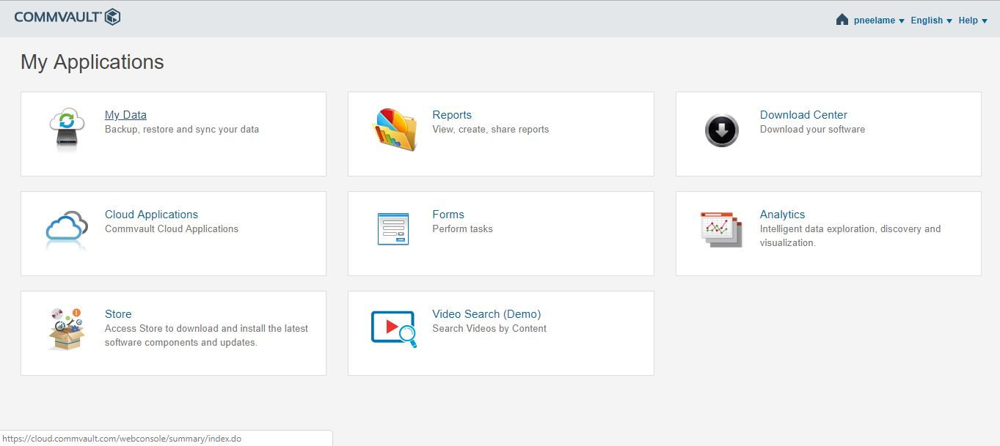 COMMVAULT
pneelame English Help
My Applications
My Data
Backup, restore and sync your data
Reports
View, create, share reports
Download Center
Download your software
Cloud Applications
Commvault Cloud Applications
Forms
Perform tasks
Analytics
Intelligent data exploration, discovery and
visualization.
Store
Access Store to download and install the latest
software components and updates.
Video Search (Demo)
Search Videos by Content
https://cloud.commvault.com/webconsole/summary/index.do